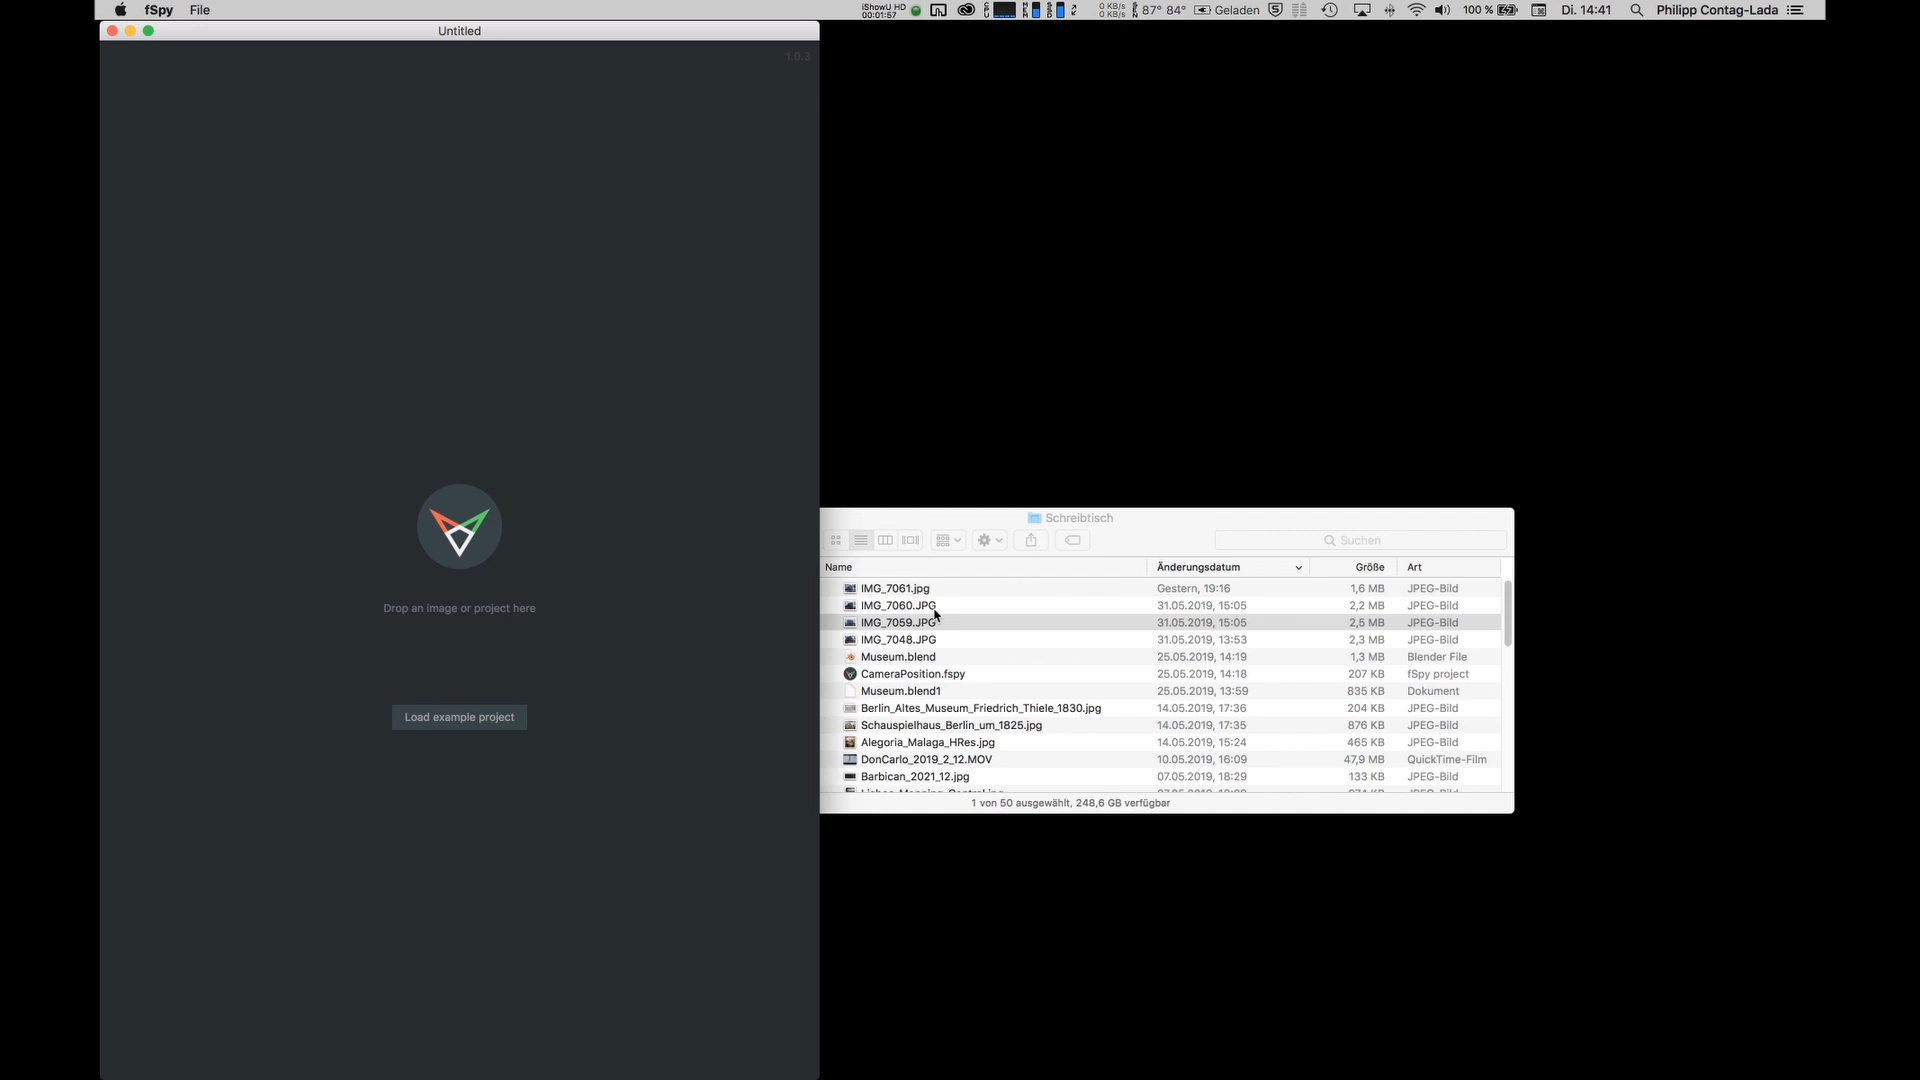 fSpy File iShowU HD 00:01:57 0 KB/s 0 KB/s 87° 84° Geladen 100 % Di. 14:41 Philipp Contag-Lada
Untitled
1.0.3
Drop an image or project here
Load example project
Schreibtisch
Suchen
Name Änderungsdatum Größe Art
IMG_7061.jpg Gestern, 19:16 1,6 MB JPEG-Bild
IMG_7060.JPG 31.05.2019, 15:05 2,2 MB JPEG-Bild
IMG_7059.JPG 31.05.2019, 15:05 2,5 MB JPEG-Bild
IMG_7048.JPG 31.05.2019, 13:53 2,3 MB JPEG-Bild
Museum.blend 25.05.2019, 14:19 1,3 MB Blender File
CameraPosition.fspy 25.05.2019, 14:18 207 KB fSpy project
Museum.blend1 25.05.2019, 13:59 835 KB Dokument
Berlin_Altes_Museum_Friedrich_Thiele_1830.jpg 14.05.2019, 17:36 204 KB JPEG-Bild
Schauspielhaus_Berlin_um_1825.jpg 14.05.2019, 17:35 876 KB JPEG-Bild
Alegoria_Malaga_HRes.jpg 14.05.2019, 15:24 465 KB JPEG-Bild
DonCarlo_2019_2_12.MOV 10.05.2019, 16:09 47,9 MB QuickTime-Film
Barbican_2021_12.jpg 07.05.2019, 18:29 133 KB JPEG-Bild
1 von 50 ausgewählt, 248,6 GB verfügbar